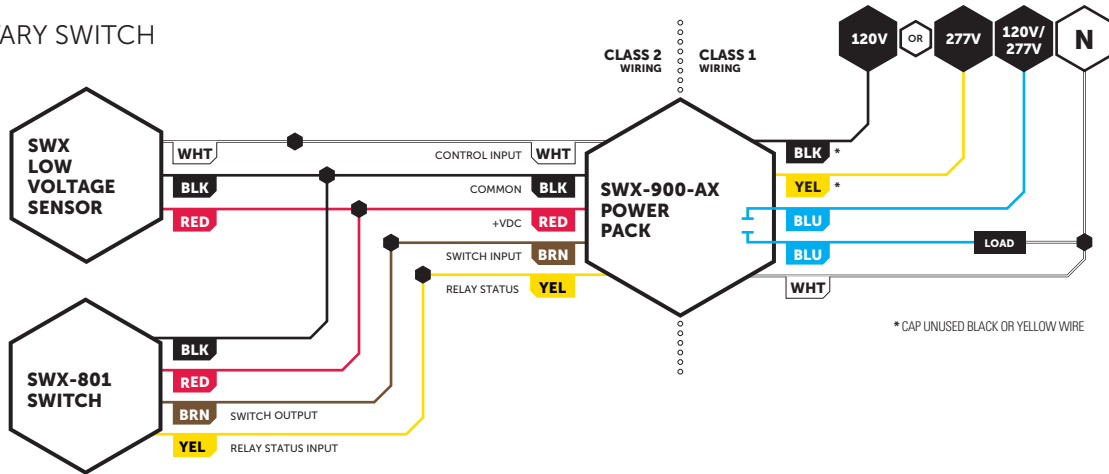 TARY SWITCH
CLASS 2
WIRING
CLASS 1
WIRING
120V
OR
277V
120V/
277V
N
SWX
LOW
VOLTAGE
SENSOR
WHT
BLK
RED
CONTROL INPUT WHT
COMMON BLK
+VDC RED
SWITCH INPUT BRN
RELAY STATUS YEL
SWX-900-AX
POWER
PACK
BLK *
YEL *
BLU
BLU
LOAD
WHT
* CAP UNUSED BLACK OR YELLOW WIRE
SWX-801
SWITCH
BLK
RED
BRN SWITCH OUTPUT
YEL RELAY STATUS INPUT